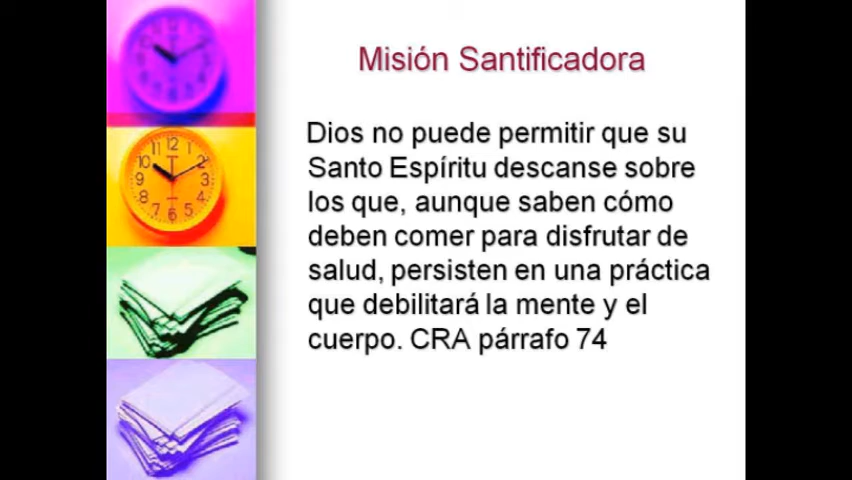 Misión Santificadora
Dios no puede permitir que su
Santo Espíritu descanse sobre
los que, aunque saben cómo
deben comer para disfrutar de
salud, persisten en una práctica
que debilitará la mente y el
cuerpo. CRA párrafo 74